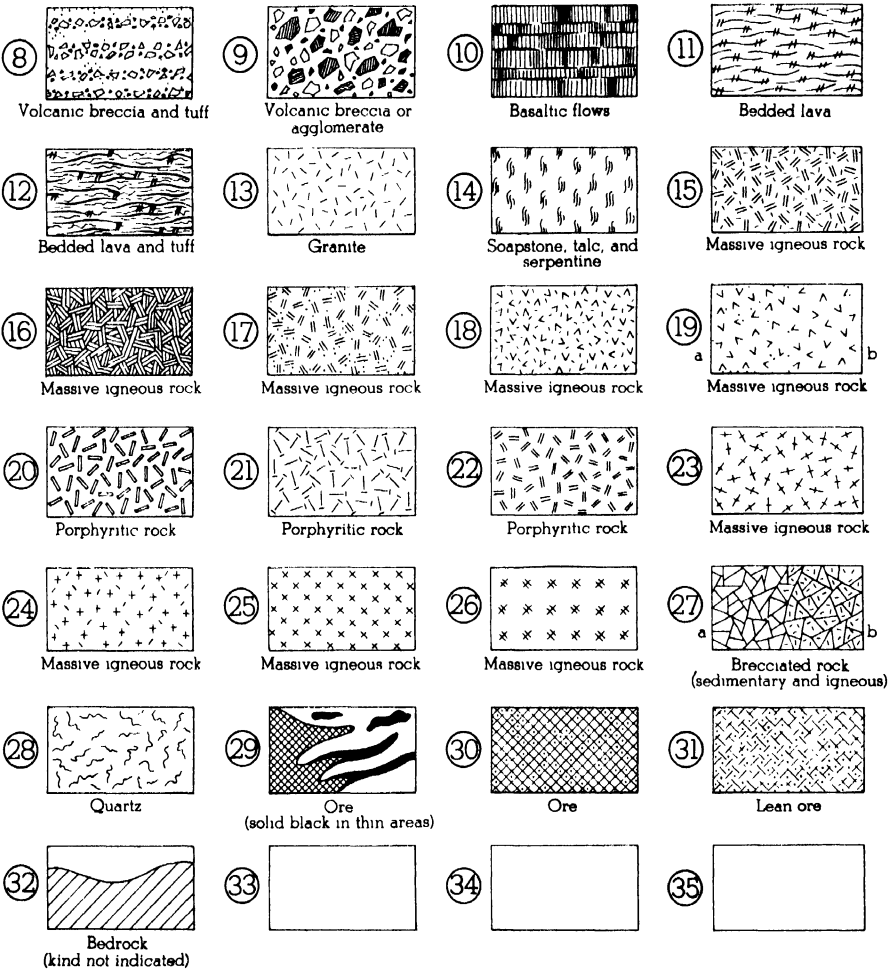 8
Volcanic breccia and tuff
9
Volcanic breccia or
agglomerate
10
Basaltic flows
11
Bedded lava
12
Bedded lava and tuff
13
Granite
14
Soapstone, talc, and
serpentine
15
Massive igneous rock
16
Massive igneous rock
17
Massive igneous rock
18
Massive igneous rock
19
a
b
Massive igneous rock
20
Porphyritic rock
21
Porphyritic rock
22
Porphyritic rock
23
Massive igneous rock
24
Massive igneous rock
25
Massive igneous rock
26
Massive igneous rock
27
a
b
Brecciated rock
(sedimentary and igneous)
28
Quartz
29
Ore
(solid black in thin areas)
30
Ore
31
Lean ore
32
Bedrock
(kind not indicated)
33
34
35